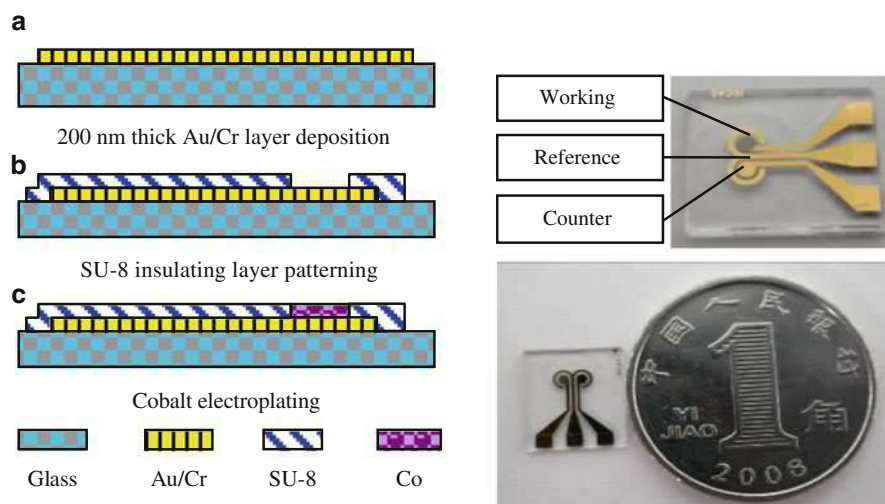 a
200 nm thick Au/Cr layer deposition
b
SU-8 insulating layer patterning
c
Cobalt electroplating
Glass
Au/Cr
SU-8
Co
Working
Reference
Counter
中国人民银行
1
角
YI
JIAO
2008